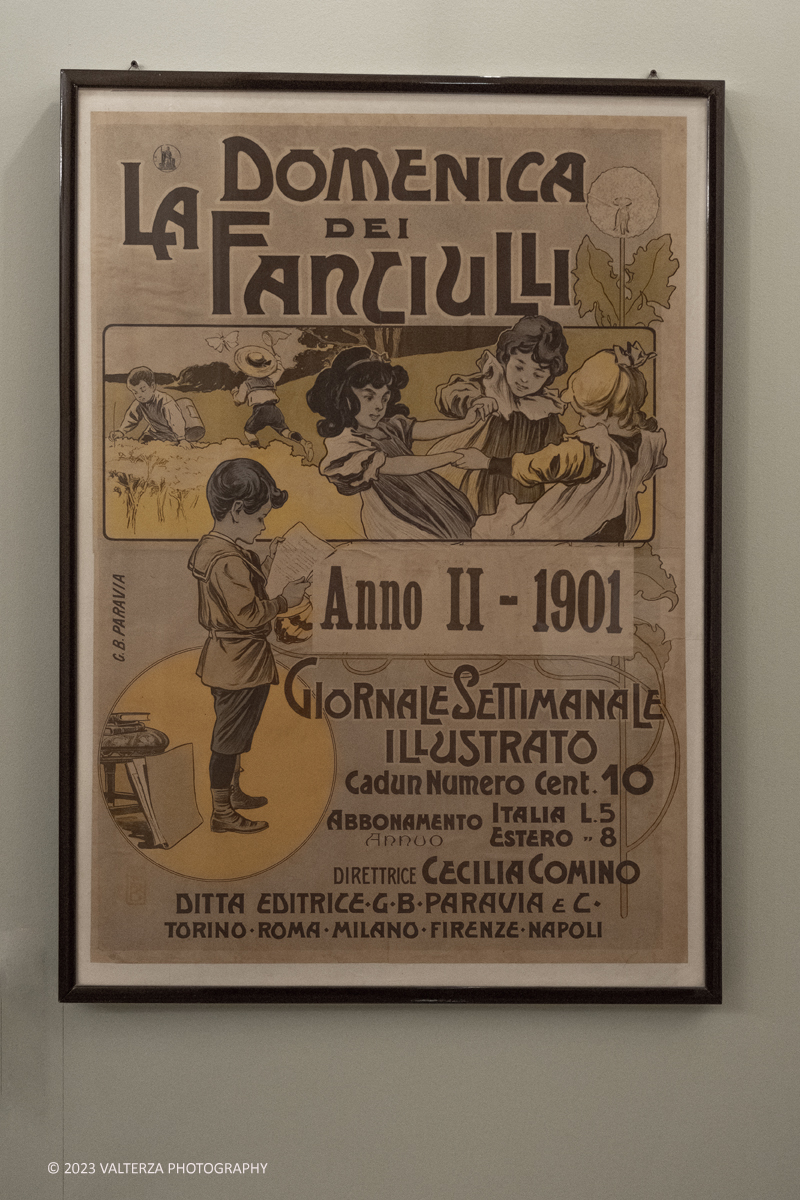 LA DOMENICA
DEI
FANCIULLI
G.B. PARAVIA
Anno II - 1901
GIORNALE SETTIMANALE
ILLUSTRATO
Cadun Numero Cent. 10
ABBONAMENTO ITALIA L. 5
Annuo ESTERO " 8
DIRETTRICE CECILIA COMINO
DITTA EDITRICE · G · B · PARAVIA E C ·
TORINO · ROMA · MILANO · FIRENZE · NAPOLI
© 2023 VALTERZA PHOTOGRAPHY